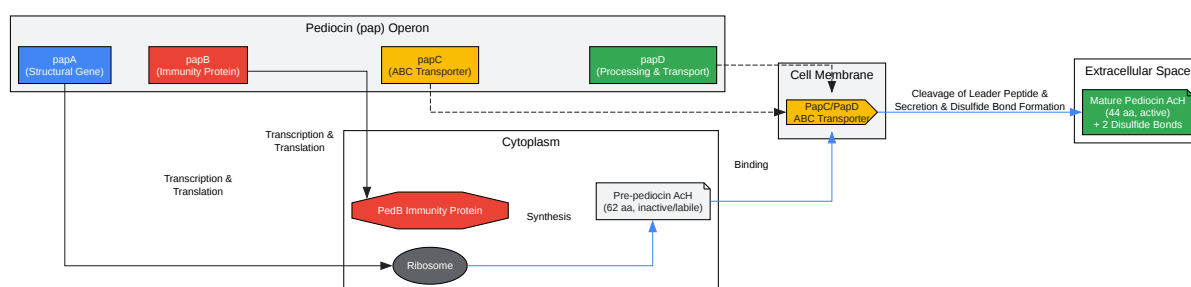 Pediocin (pap) Operon
papA
(Structural Gene)
papB
(Immunity Protein)
papC
(ABC Transporter)
papD
(Processing & Transport)
Cell Membrane
PapC/PapD
ABC Transporter
Cleavage of Leader Peptide &
Secretion & Disulfide Bond Formation
Extracellular Space
Mature Pediocin AcH
(44 aa, active)
+ 2 Disulfide Bonds
Transcription &
Translation
Cytoplasm
Transcription &
Translation
Binding
Pre-pediocin AcH
(62 aa, inactive/labile)
PedB Immunity Protein
Synthesis
Ribosome